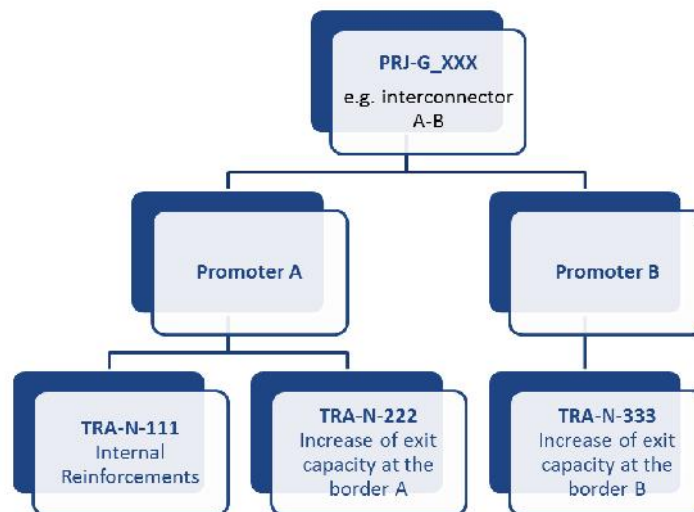 PRJ-G_XXX
e.g. interconnector
A-B
Promoter A
Promoter B
TRA-N-111
Internal
Reinforcements
TRA-N-222
Increase of exit
capacity at the
border A
TRA-N-333
Increase of exit
capacity at the
border B